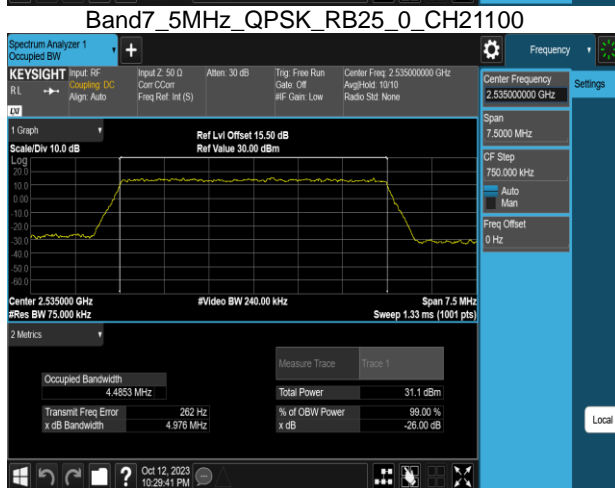 Band7_5MHz_QPSK_RB25_0_CH21100
Spectrum Analyzer 1
Occupied BW
Frequency
KEYSIGHT
RL
LXI
Input: RF
Coupling: DC
Align: Auto
Input Z: 50 Ω
Corr CCorr
Freq Ref: Int (S)
Atten: 30 dB
Trig: Free Run
Gate: Off
#IF Gain: Low
Center Freq: 2.535000000 GHz
Avg|Hold: 10/10
Radio Std: None
Center Frequency
2.535000000 GHz
Settings
Span
7.5000 MHz
CF Step
750.000 kHz
Auto
Man
Freq Offset
0 Hz
Local
1 Graph
Scale/Div 10.0 dB
Ref Lvl Offset 15.50 dB
Ref Value 30.00 dBm
Log
20.0
10.0
0.00
-10.0
-20.0
-30.0
-40.0
-50.0
-60.0
Center 2.535000 GHz
#Video BW 240.00 kHz
Span 7.5 MHz
#Res BW 75.000 kHz
Sweep 1.33 ms (1001 pts)
2 Metrics
Measure Trace
Trace 1
Occupied Bandwidth
4.4853 MHz
Total Power 31.1 dBm
Transmit Freq Error 262 Hz
% of OBW Power 99.00 %
x dB Bandwidth 4.976 MHz
x dB -26.00 dB
?
Oct 12, 2023
10:29:41 PM